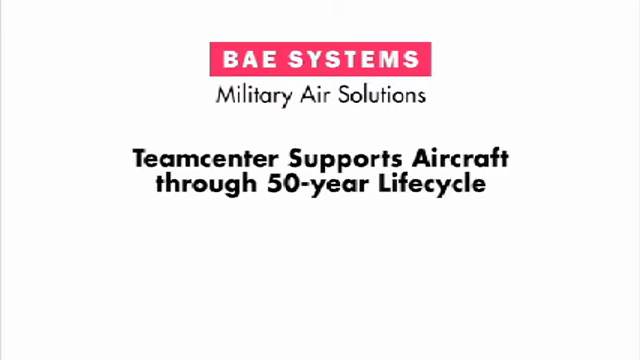 BAE SYSTEMS
Military Air Solutions
Teamcenter Supports Aircraft
through 50-year Lifecycle